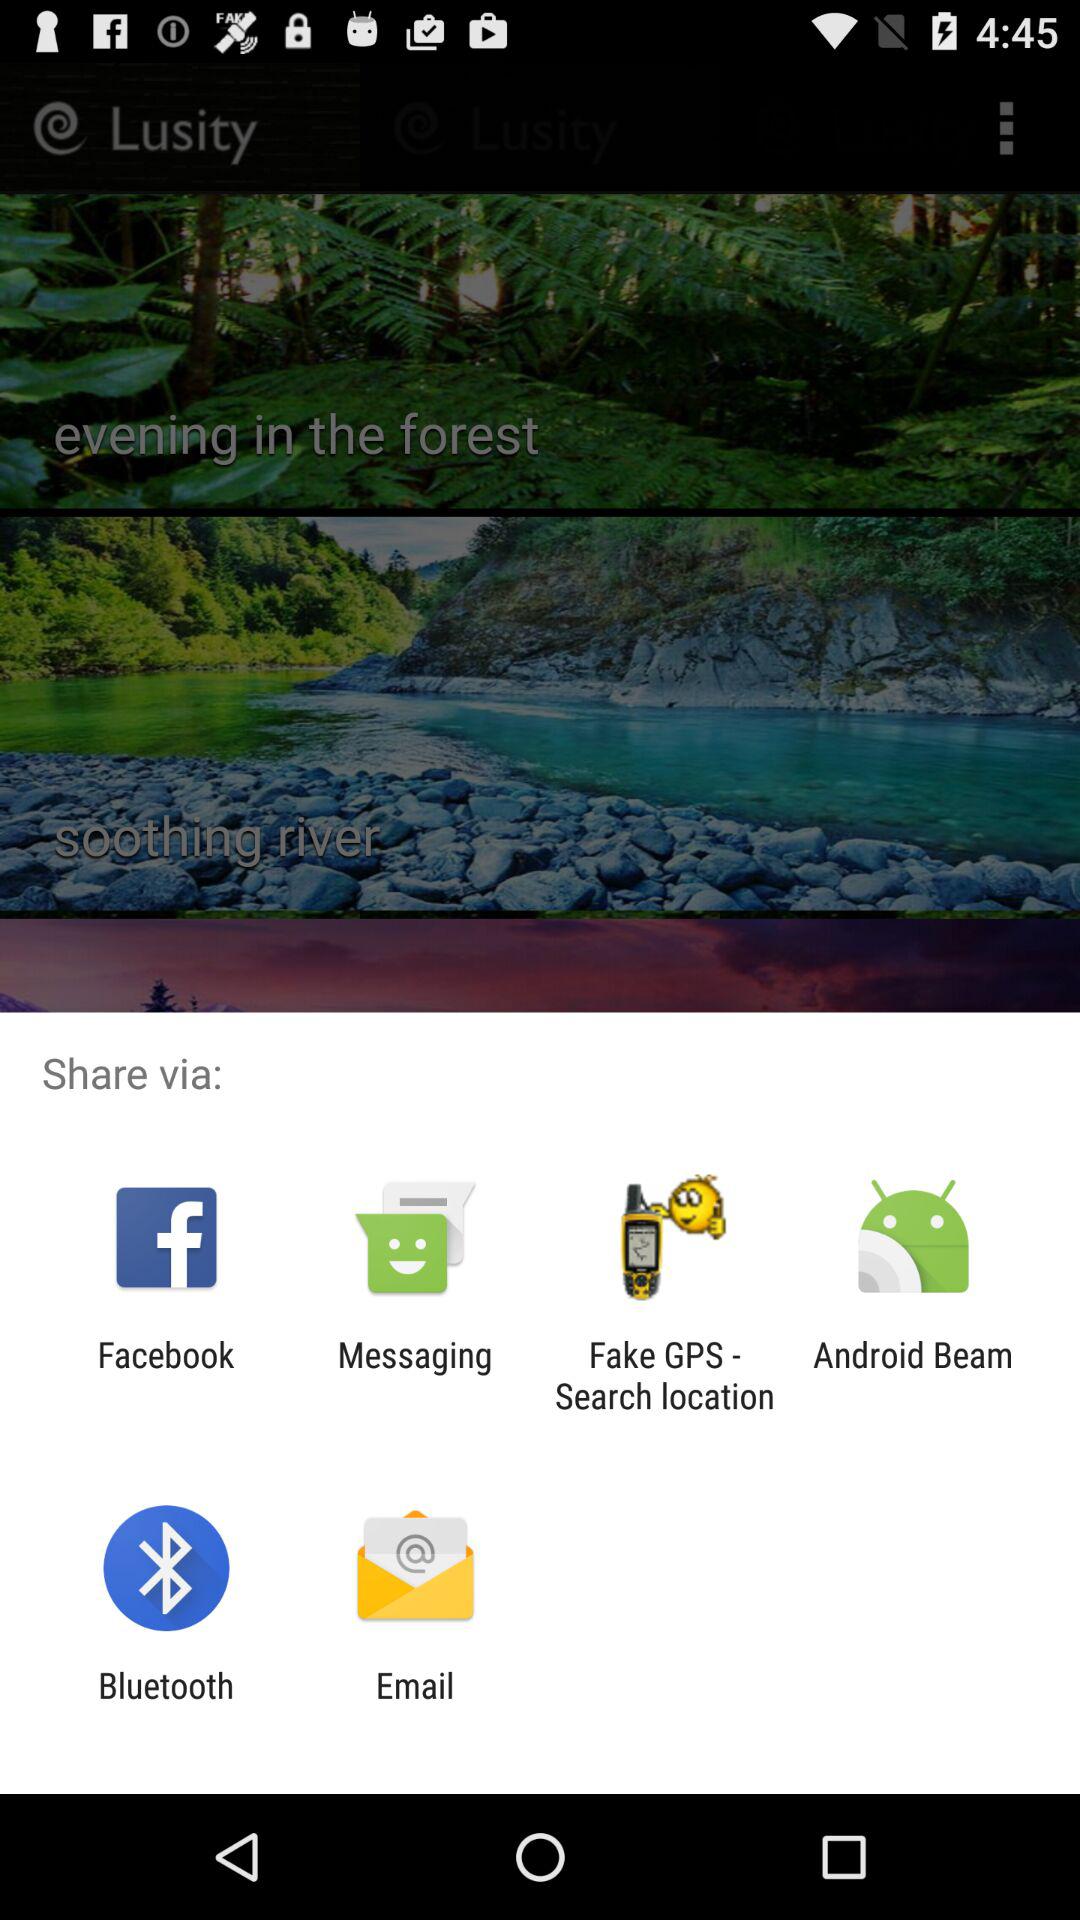 FAKE
4:45
Lusity Lusity
evening in the forest
soothing river
Share via:
Facebook
Messaging
Fake GPS -
Search location
Android Beam
Bluetooth
Email